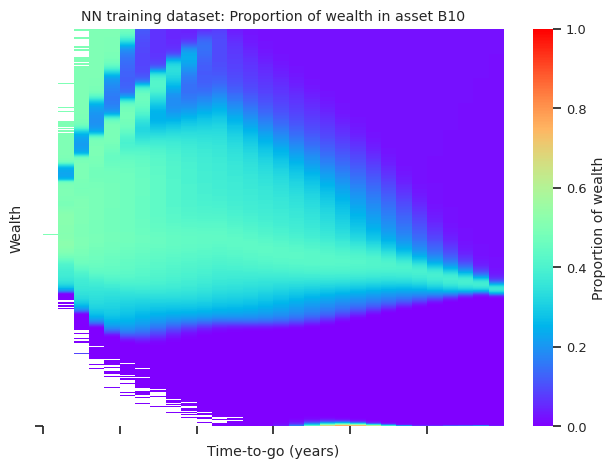 NN training dataset: Proportion of wealth in asset B10
1.0
0.8
0.6
0.4
0.2
0.0
Proportion of wealth
Wealth
Time-to-go (years)